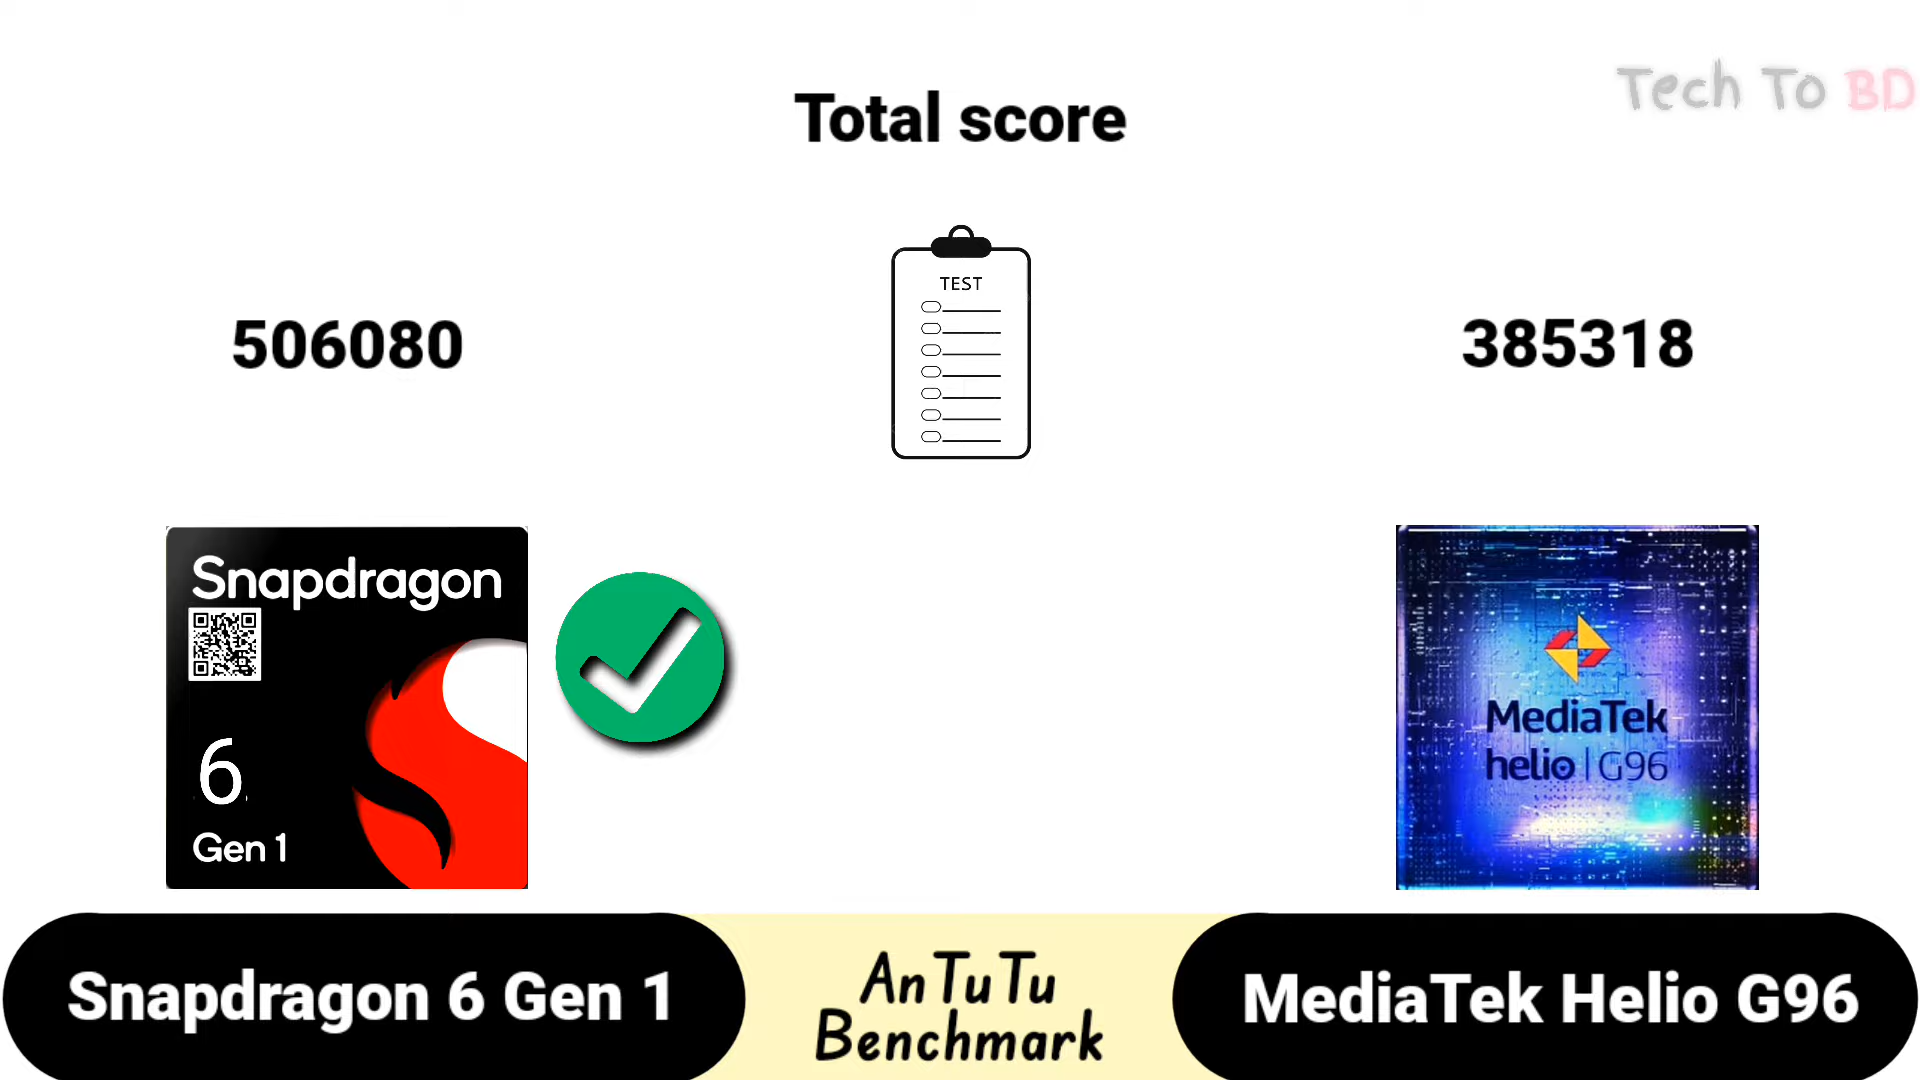 Tech To BD
Total score
TEST
506080
385318
Snapdragon
6
Gen 1
MediaTek
helio | G96
Snapdragon 6 Gen 1
AnTuTu
Benchmark
MediaTek Helio G96